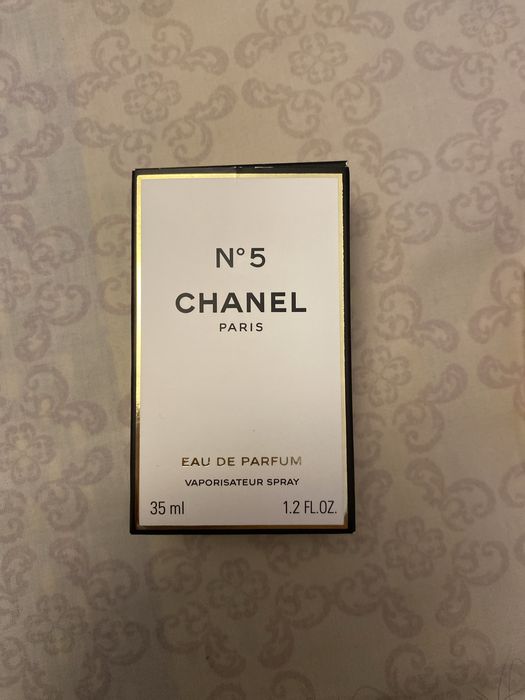 N° 5
CHANEL
PARIS
EAU DE PARFUM
VAPORISATEUR SPRAY
35 ml 1.2 FL.OZ.